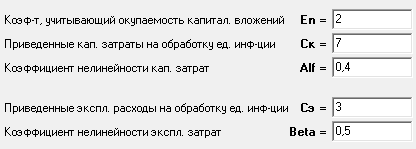 Коэф-т, учитывающий окупаемость капитал. вложений En = 2
Приведенные кап. затраты на обработку ед. инф-ции Ск = 7
Коэффициент нелинейности кап. затрат Alf = 0,4
Приведенные экспл. расходы на обработку ед. инф-ции Сэ = 3
Коэффициент нелинейности экспл. затрат Beta = 0,5